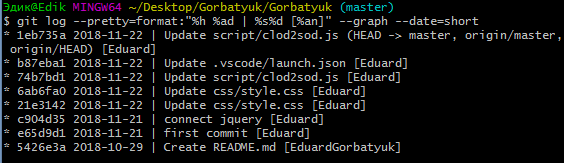 Эдик@Edik MINGW64 ~/Desktop/Gorbatyuk/Gorbatyuk (master)
$ git log --pretty=format:"%h %ad | %s%d [%an]" --graph --date=short
* 1eb735a 2018-11-22 | Update script/clod2sod.js (HEAD -> master, origin/master,
origin/HEAD) [Eduard]
* b87eba1 2018-11-22 | Update .vscode/launch.json [Eduard]
* 74b7bd1 2018-11-22 | Update script/clod2sod.js [Eduard]
* 6ab6fa0 2018-11-22 | Update css/style.css [Eduard]
* 21e3142 2018-11-22 | Update css/style.css [Eduard]
* c904d35 2018-11-21 | connect jquery [Eduard]
* e65d9d1 2018-11-21 | first commit [Eduard]
* 5426e3a 2018-10-29 | Create README.md [EduardGorbatyuk]